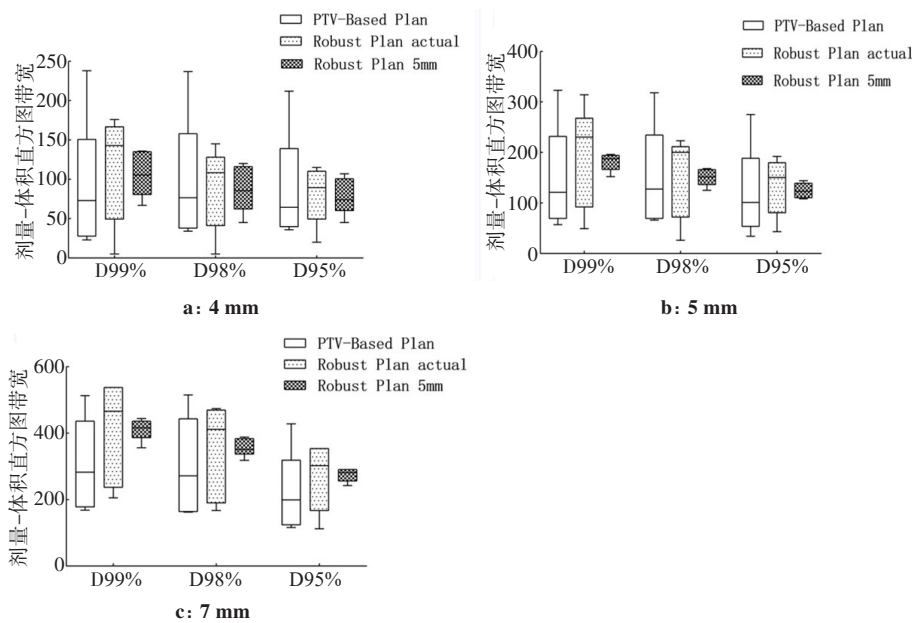 PTV-Based Plan
Robust Plan actual
Robust Plan 5mm
剂量-体积直方图带宽
250
200
150
100
50
0
D99%
D98%
D95%
a: 4 mm
PTV-Based Plan
Robust Plan actual
Robust Plan 5mm
剂量-体积直方图带宽
400
300
200
100
0
D99%
D98%
D95%
b: 5 mm
PTV-Based Plan
Robust Plan actual
Robust Plan 5mm
剂量-体积直方图带宽
600
400
200
0
D99%
D98%
D95%
c: 7 mm